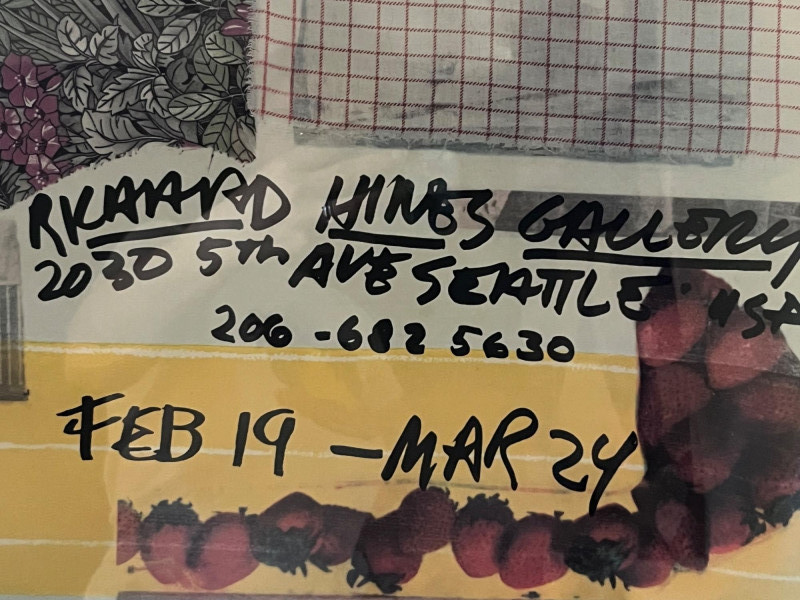 RICHARD HINES GALLERY
2030 5th AVE SEATTLE USA
206 - 682 5630
FEB 19 - MAR 24